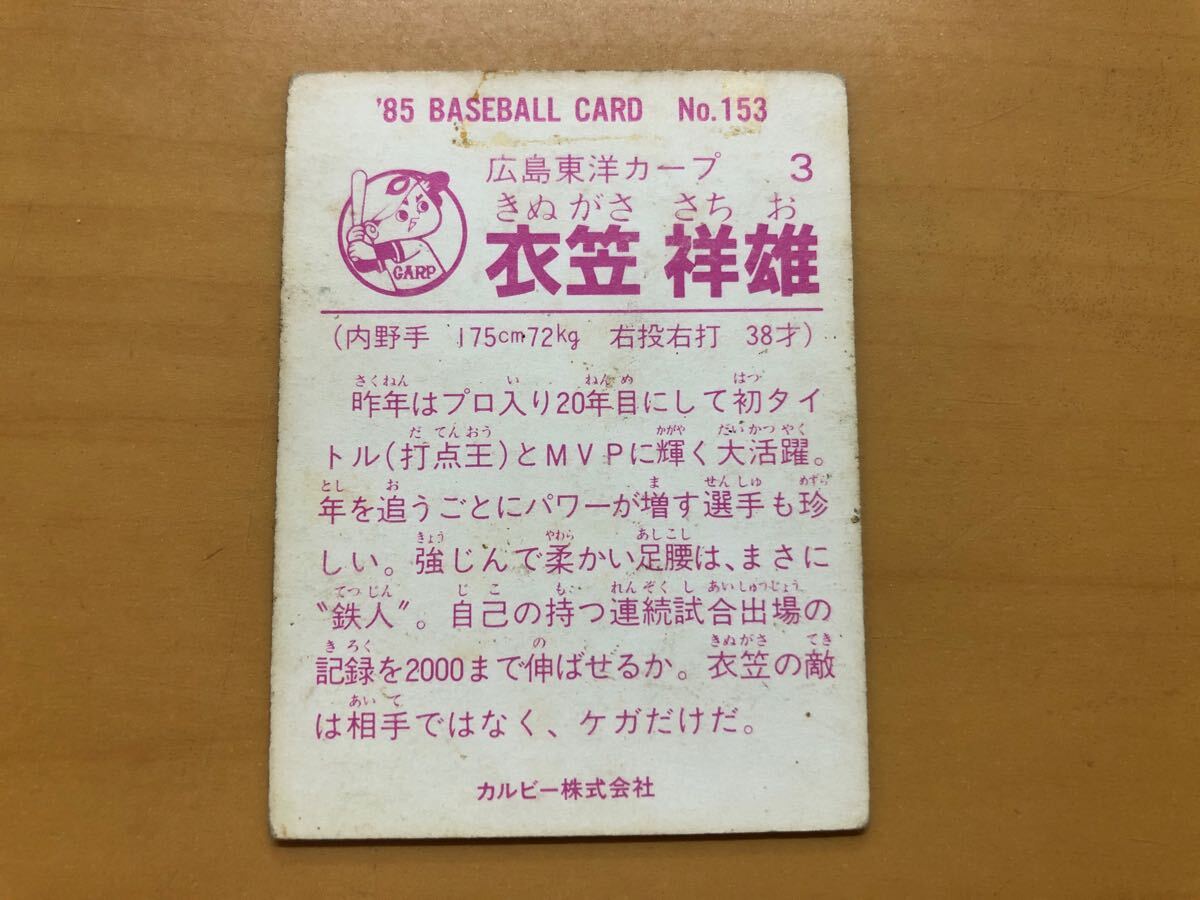 '85 BASEBALL CARD No.153
広島東洋カープ 3
きぬ がさ さち お
衣笠 祥雄
CARP
(内野手 175cm・72kg 右投右打 38才)
さくねん い ねんめ はつ
昨年はプロ入り20年目にして初タイ
だ てんおう かがや だいかつやく
トル(打点王)とMVPに輝く大活躍。
とし お ま せんしゅ めずら
年を追うごとにパワーが増す選手も珍
きょう やわら あしこし
しい。強じんで柔かい足腰は、まさに
てつじん じこ も れんぞくしあいしゅつじょう
〝鉄人〟。自己の持つ連続試合出場の
きろく の きぬがさ てき
記録を2000まで伸ばせるか。衣笠の敵
あいて
は相手ではなく、ケガだけだ。
カルビー株式会社